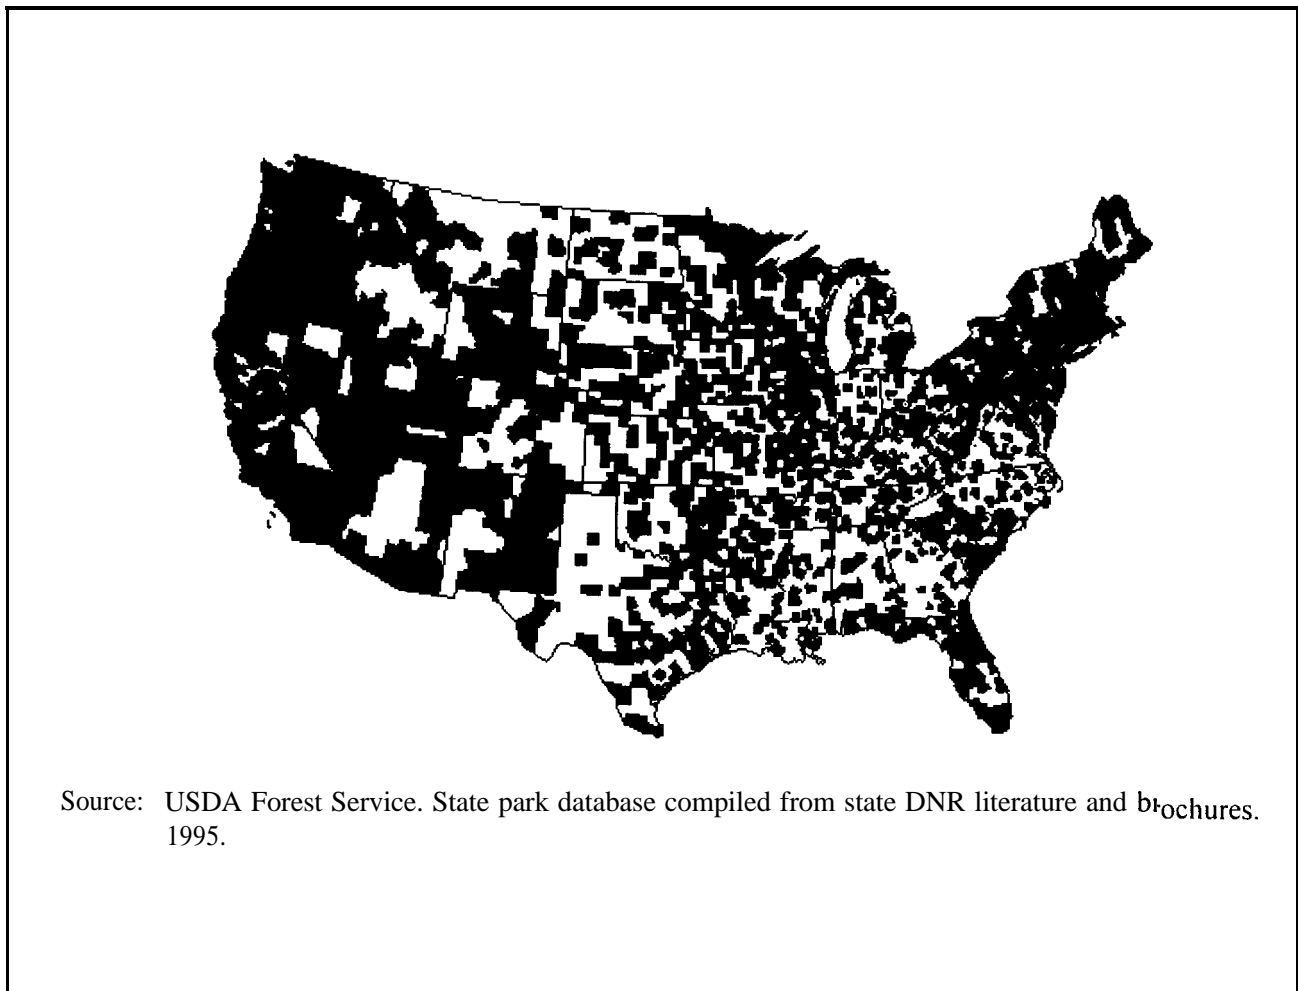 Source: USDA Forest Service. State park database compiled from state DNR literature and brochures.
1995.